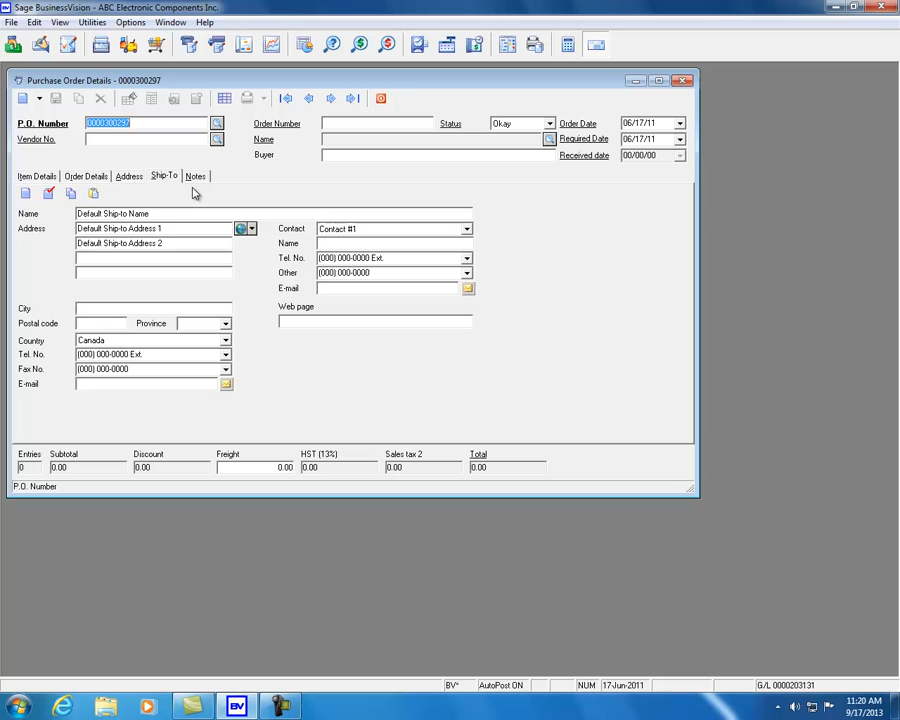 Sage BusinessVision - ABC Electronic Components Inc.
File Edit View Utilities Options Window Help
Purchase Order Details - 0000300297
P.O. Number 0000300297 Order Number Status Okay Order Date 06/17/11
Vendor No. Name Required Date 06/17/11
Buyer Received date 00/00/00
Item Details Order Details Address Ship-To Notes
Name Default Ship-to Name
Address Default Ship-to Address 1 Contact Contact #1
Default Ship-to Address 2 Name
Tel. No. (000) 000-0000 Ext.
Other (000) 000-0000
E-mail
City Web page
Postal code Province
Country Canada
Tel. No. (000) 000-0000 Ext.
Fax No. (000) 000-0000
E-mail
Entries Subtotal Discount Freight HST (13%) Sales tax 2 Total
0 0.00 0.00 0.00 0.00 0.00 0.00
P.O. Number
BV* AutoPost ON NUM 17-Jun-2011 G/L 0000203131
BV 11:20 AM
9/17/2013